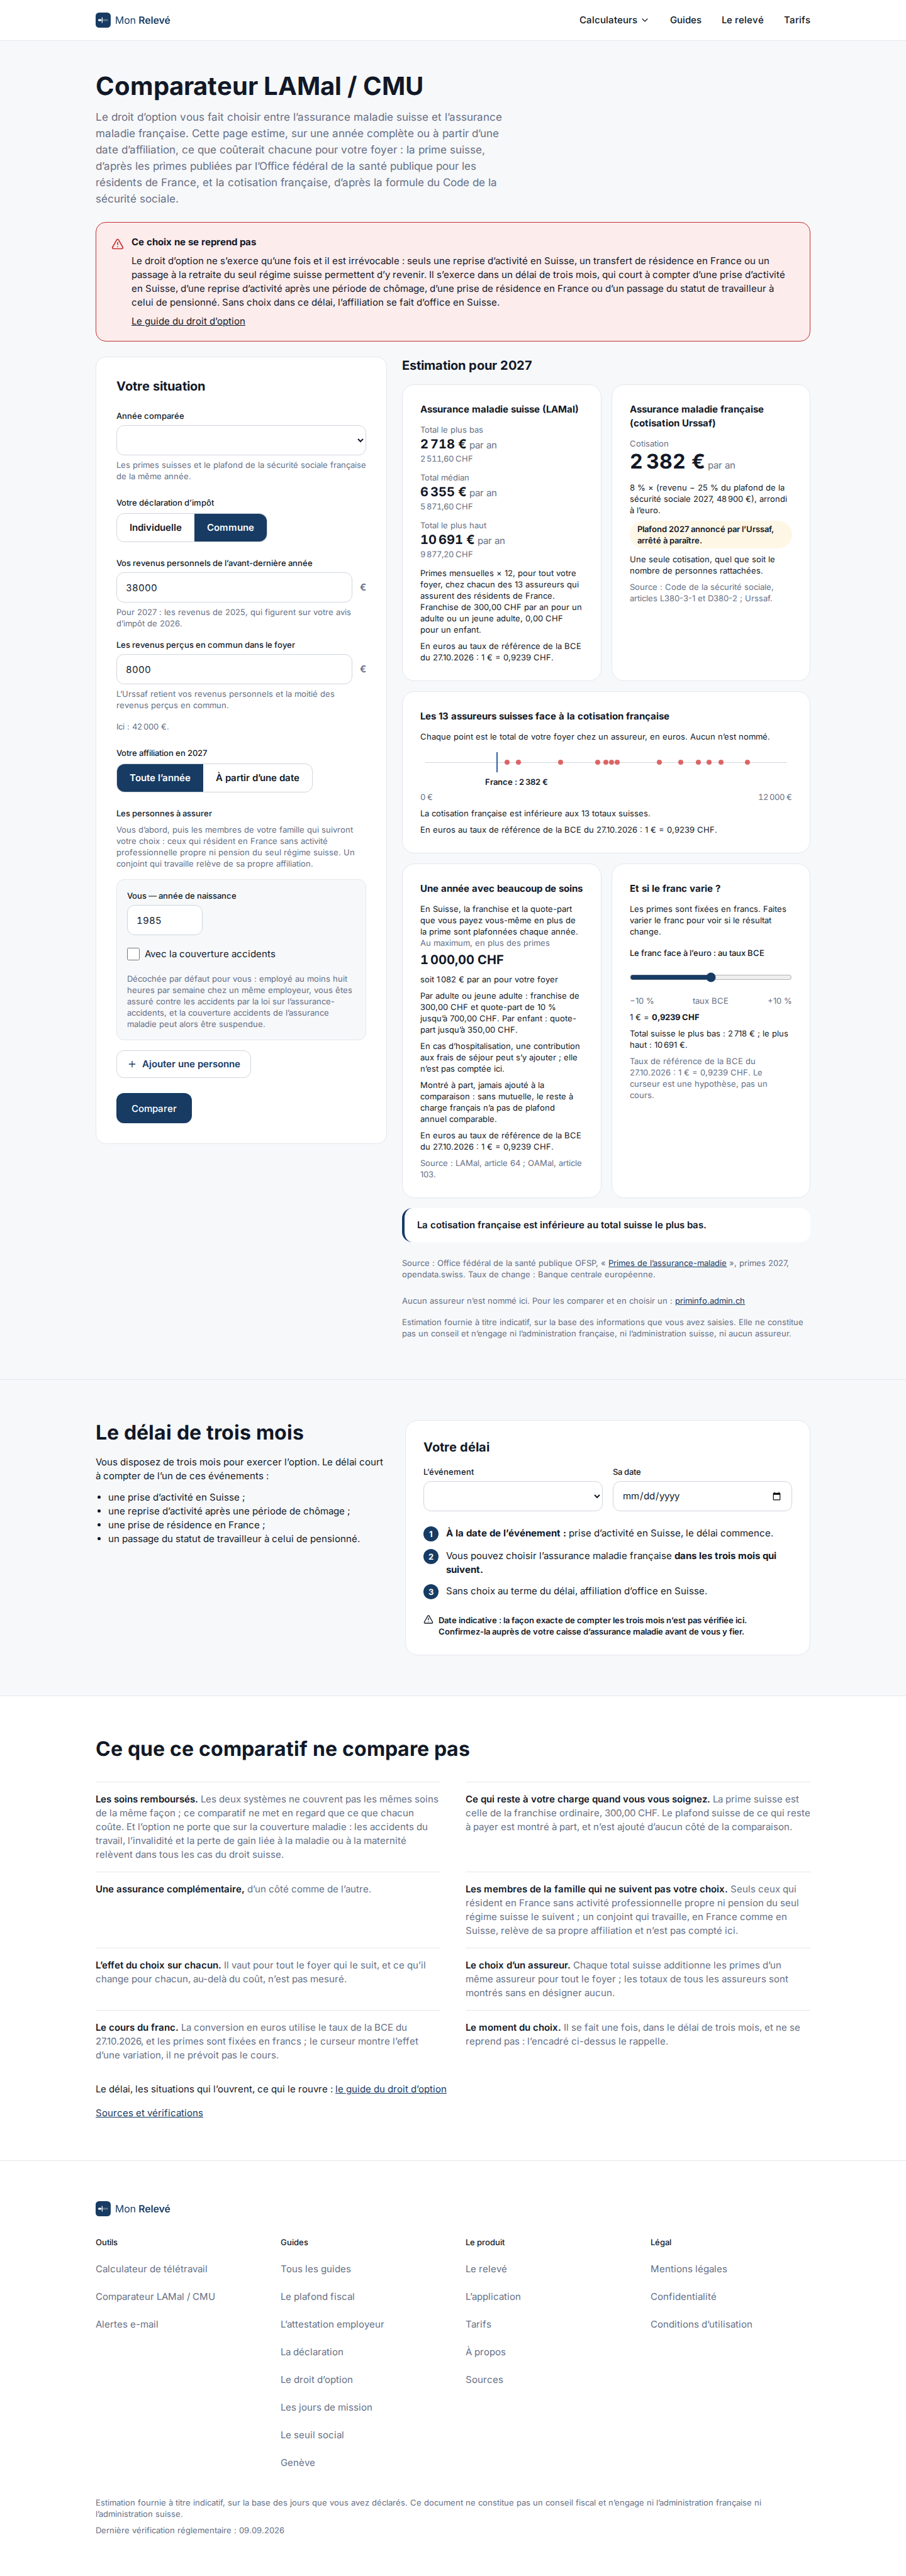 Mon Relevé
Calculateurs
Guides
Le relevé
Tarifs
Comparateur LAMal / CMU
Le droit d’option vous fait choisir entre l’assurance maladie suisse et l’assurance
maladie française. Cette page estime, sur une année complète ou à partir d’une
date d’affiliation, ce que coûterait chacune pour votre foyer : la prime suisse,
d’après les primes publiées par l’Office fédéral de la santé publique pour les
résidents de France, et la cotisation française, d’après la formule du Code de la
sécurité sociale.
Ce choix ne se reprend pas
Le droit d’option ne s’exerce qu’une fois et il est irrévocable : seuls une reprise d’activité en Suisse, un transfert de résidence en France ou un
passage à la retraite du seul régime suisse permettent d’y revenir. Il s’exerce dans un délai de trois mois, qui court à compter d’une prise d’activité
en Suisse, d’une reprise d’activité après une période de chômage, d’une prise de résidence en France ou d’un passage du statut de travailleur à
celui de pensionné. Sans choix dans ce délai, l’affiliation se fait d’office en Suisse.
Le guide du droit d’option
Votre situation
Année comparée
Les primes suisses et le plafond de la sécurité sociale française
de la même année.
Votre déclaration d’impôt
Individuelle
Commune
Vos revenus personnels de l’avant-dernière année
38000
€
Pour 2027 : les revenus de 2025, qui figurent sur votre avis
d’impôt de 2026.
Les revenus perçus en commun dans le foyer
8000
€
L’Urssaf retient vos revenus personnels et la moitié des
revenus perçus en commun.
Ici : 42 000 €.
Votre affiliation en 2027
Toute l’année
À partir d’une date
Les personnes à assurer
Vous d’abord, puis les membres de votre famille qui suivront
votre choix : ceux qui résident en France sans activité
professionnelle propre ni pension du seul régime suisse. Un
conjoint qui travaille relève de sa propre affiliation.
Vous — année de naissance
1985
Avec la couverture accidents
Décochée par défaut pour vous : employé au moins huit
heures par semaine chez un même employeur, vous êtes
assuré contre les accidents par la loi sur l’assurance-
accidents, et la couverture accidents de l’assurance
maladie peut alors être suspendue.
Ajouter une personne
Comparer
Estimation pour 2027
Assurance maladie suisse (LAMal)
Total le plus bas
2 718 € par an
2 511,60 CHF
Total médian
6 355 € par an
5 871,60 CHF
Total le plus haut
10 691 € par an
9 877,20 CHF
Primes mensuelles × 12, pour tout votre
foyer, chez chacun des 13 assureurs qui
assurent des résidents de France.
Franchise de 300,00 CHF par an pour un
adulte ou un jeune adulte, 0,00 CHF
pour un enfant.
En euros au taux de référence de la BCE
du 27.10.2026 : 1 € = 0,9239 CHF.
Assurance maladie française
(cotisation Urssaf)
Cotisation
2 382 € par an
8 % × (revenu − 25 % du plafond de la
sécurité sociale 2027, 48 900 €), arrondi
à l’euro.
Plafond 2027 annoncé par l’Urssaf,
arrêté à paraître.
Une seule cotisation, quel que soit le
nombre de personnes rattachées.
Source : Code de la sécurité sociale,
articles L380-3-1 et D380-2 ; Urssaf.
Les 13 assureurs suisses face à la cotisation française
Chaque point est le total de votre foyer chez un assureur, en euros. Aucun n’est nommé.
France : 2 382 €
0 €
12 000 €
La cotisation française est inférieure aux 13 totaux suisses.
En euros au taux de référence de la BCE du 27.10.2026 : 1 € = 0,9239 CHF.
Une année avec beaucoup de soins
En Suisse, la franchise et la quote-part
que vous payez vous-même en plus de
la prime sont plafonnées chaque année.
Au maximum, en plus des primes
1 000,00 CHF
soit 1 082 € par an pour votre foyer
Par adulte ou jeune adulte : franchise de
300,00 CHF et quote-part de 10 %
jusqu’à 700,00 CHF. Par enfant : quote-
part jusqu’à 350,00 CHF.
En cas d’hospitalisation, une contribution
aux frais de séjour peut s’y ajouter ; elle
n’est pas comptée ici.
Montré à part, jamais ajouté à la
comparaison : sans mutuelle, le reste à
charge français n’a pas de plafond
annuel comparable.
En euros au taux de référence de la BCE
du 27.10.2026 : 1 € = 0,9239 CHF.
Source : LAMal, article 64 ; OAMal, article
103.
Et si le franc varie ?
Les primes sont fixées en francs. Faites
varier le franc pour voir si le résultat
change.
Le franc face à l’euro : au taux BCE
−10 %
taux BCE
+10 %
1 € = 0,9239 CHF
Total suisse le plus bas : 2 718 € ; le plus
haut : 10 691 €.
Taux de référence de la BCE du
27.10.2026 : 1 € = 0,9239 CHF. Le
curseur est une hypothèse, pas un
cours.
La cotisation française est inférieure au total suisse le plus bas.
Source : Office fédéral de la santé publique OFSP, « Primes de l’assurance-maladie », primes 2027,
opendata.swiss. Taux de change : Banque centrale européenne.
Aucun assureur n’est nommé ici. Pour les comparer et en choisir un : priminfo.admin.ch
Estimation fournie à titre indicatif, sur la base des informations que vous avez saisies. Elle ne constitue
pas un conseil et n’engage ni l’administration française, ni l’administration suisse, ni aucun assureur.
Le délai de trois mois
Vous disposez de trois mois pour exercer l’option. Le délai court
à compter de l’un de ces événements :
• une prise d’activité en Suisse ;
• une reprise d’activité après une période de chômage ;
• une prise de résidence en France ;
• un passage du statut de travailleur à celui de pensionné.
Votre délai
L’événement
Sa date
mm/dd/yyyy
1 À la date de l’événement : prise d’activité en Suisse, le délai commence.
2 Vous pouvez choisir l’assurance maladie française dans les trois mois qui
suivent.
3 Sans choix au terme du délai, affiliation d’office en Suisse.
Date indicative : la façon exacte de compter les trois mois n’est pas vérifiée ici.
Confirmez-la auprès de votre caisse d’assurance maladie avant de vous y fier.
Ce que ce comparatif ne compare pas
Les soins remboursés. Les deux systèmes ne couvrent pas les mêmes soins
de la même façon ; ce comparatif ne met en regard que ce que chacun
coûte. Et l’option ne porte que sur la couverture maladie : les accidents du
travail, l’invalidité et la perte de gain liée à la maladie ou à la maternité
relèvent dans tous les cas du droit suisse.
Ce qui reste à votre charge quand vous vous soignez. La prime suisse est
celle de la franchise ordinaire, 300,00 CHF. Le plafond suisse de ce qui reste
à payer est montré à part, et n’est ajouté d’aucun côté de la comparaison.
Une assurance complémentaire, d’un côté comme de l’autre.
Les membres de la famille qui ne suivent pas votre choix. Seuls ceux qui
résident en France sans activité professionnelle propre ni pension du seul
régime suisse le suivent ; un conjoint qui travaille, en France comme en
Suisse, relève de sa propre affiliation et n’est pas compté ici.
L’effet du choix sur chacun. Il vaut pour tout le foyer qui le suit, et ce qu’il
change pour chacun, au-delà du coût, n’est pas mesuré.
Le choix d’un assureur. Chaque total suisse additionne les primes d’un
même assureur pour tout le foyer ; les totaux de tous les assureurs sont
montrés sans en désigner aucun.
Le cours du franc. La conversion en euros utilise le taux de la BCE du
27.10.2026, et les primes sont fixées en francs ; le curseur montre l’effet
d’une variation, il ne prévoit pas le cours.
Le moment du choix. Il se fait une fois, dans le délai de trois mois, et ne se
reprend pas : l’encadré ci-dessus le rappelle.
Le délai, les situations qui l’ouvrent, ce qui le rouvre : le guide du droit d’option
Sources et vérifications
Mon Relevé
Outils
Calculateur de télétravail
Comparateur LAMal / CMU
Alertes e-mail
Guides
Tous les guides
Le plafond fiscal
L’attestation employeur
La déclaration
Le droit d’option
Les jours de mission
Le seuil social
Genève
Le produit
Le relevé
L’application
Tarifs
À propos
Sources
Légal
Mentions légales
Confidentialité
Conditions d’utilisation
Estimation fournie à titre indicatif, sur la base des jours que vous avez déclarés. Ce document ne constitue pas un conseil fiscal et n’engage ni l’administration française ni
l’administration suisse.
Dernière vérification réglementaire : 09.09.2026